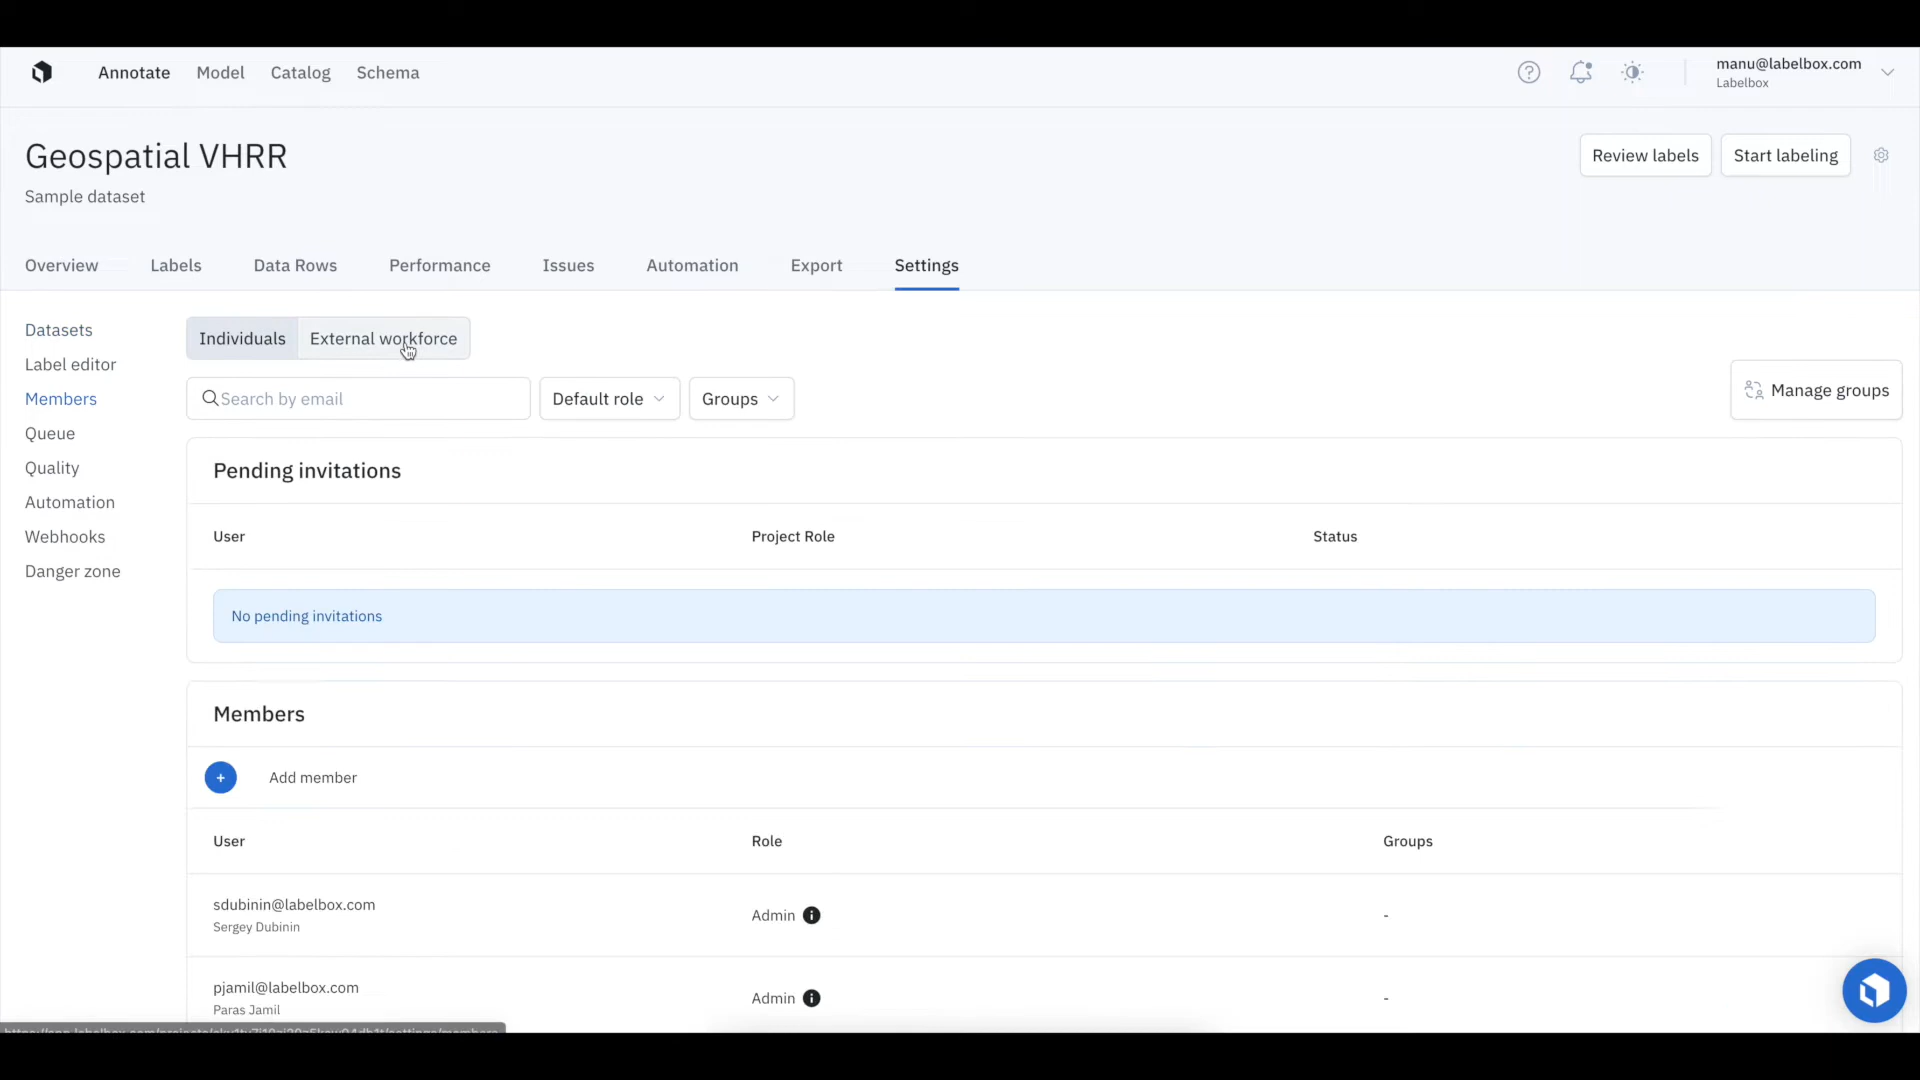 Annotate Model Catalog Schema
manu@labelbox.com
Labelbox
Geospatial VHRR
Sample dataset
Review labels Start labeling
Overview Labels Data Rows Performance Issues Automation Export Settings
Datasets
Label editor
Members
Queue
Quality
Automation
Webhooks
Danger zone
Individuals External workforce
Search by email Default role Groups
Manage groups
Pending invitations
User Project Role Status
No pending invitations
Members
+ Add member
User Role Groups
sdubinin@labelbox.com
Sergey Dubinin
Admin -
pjamil@labelbox.com
Paras Jamil
Admin -